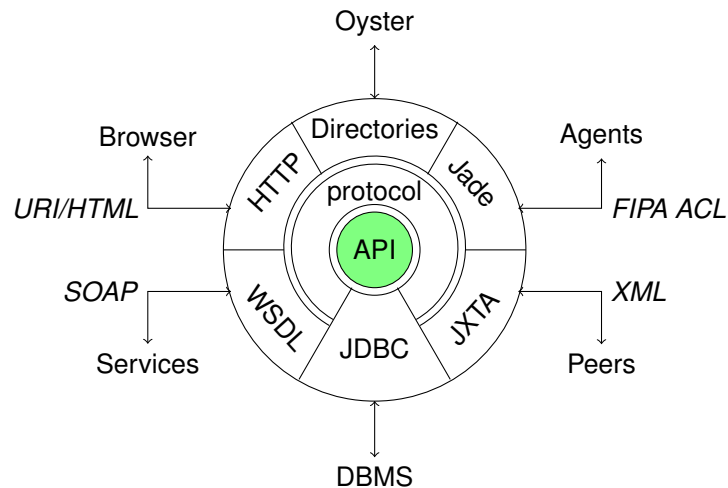 Oyster
Browser
Directories
Agents
HTTP
Jade
protocol
URI/HTML
FIPA ACL
API
SOAP
XML
WSDL
JDBC
JXTA
Services
Peers
DBMS